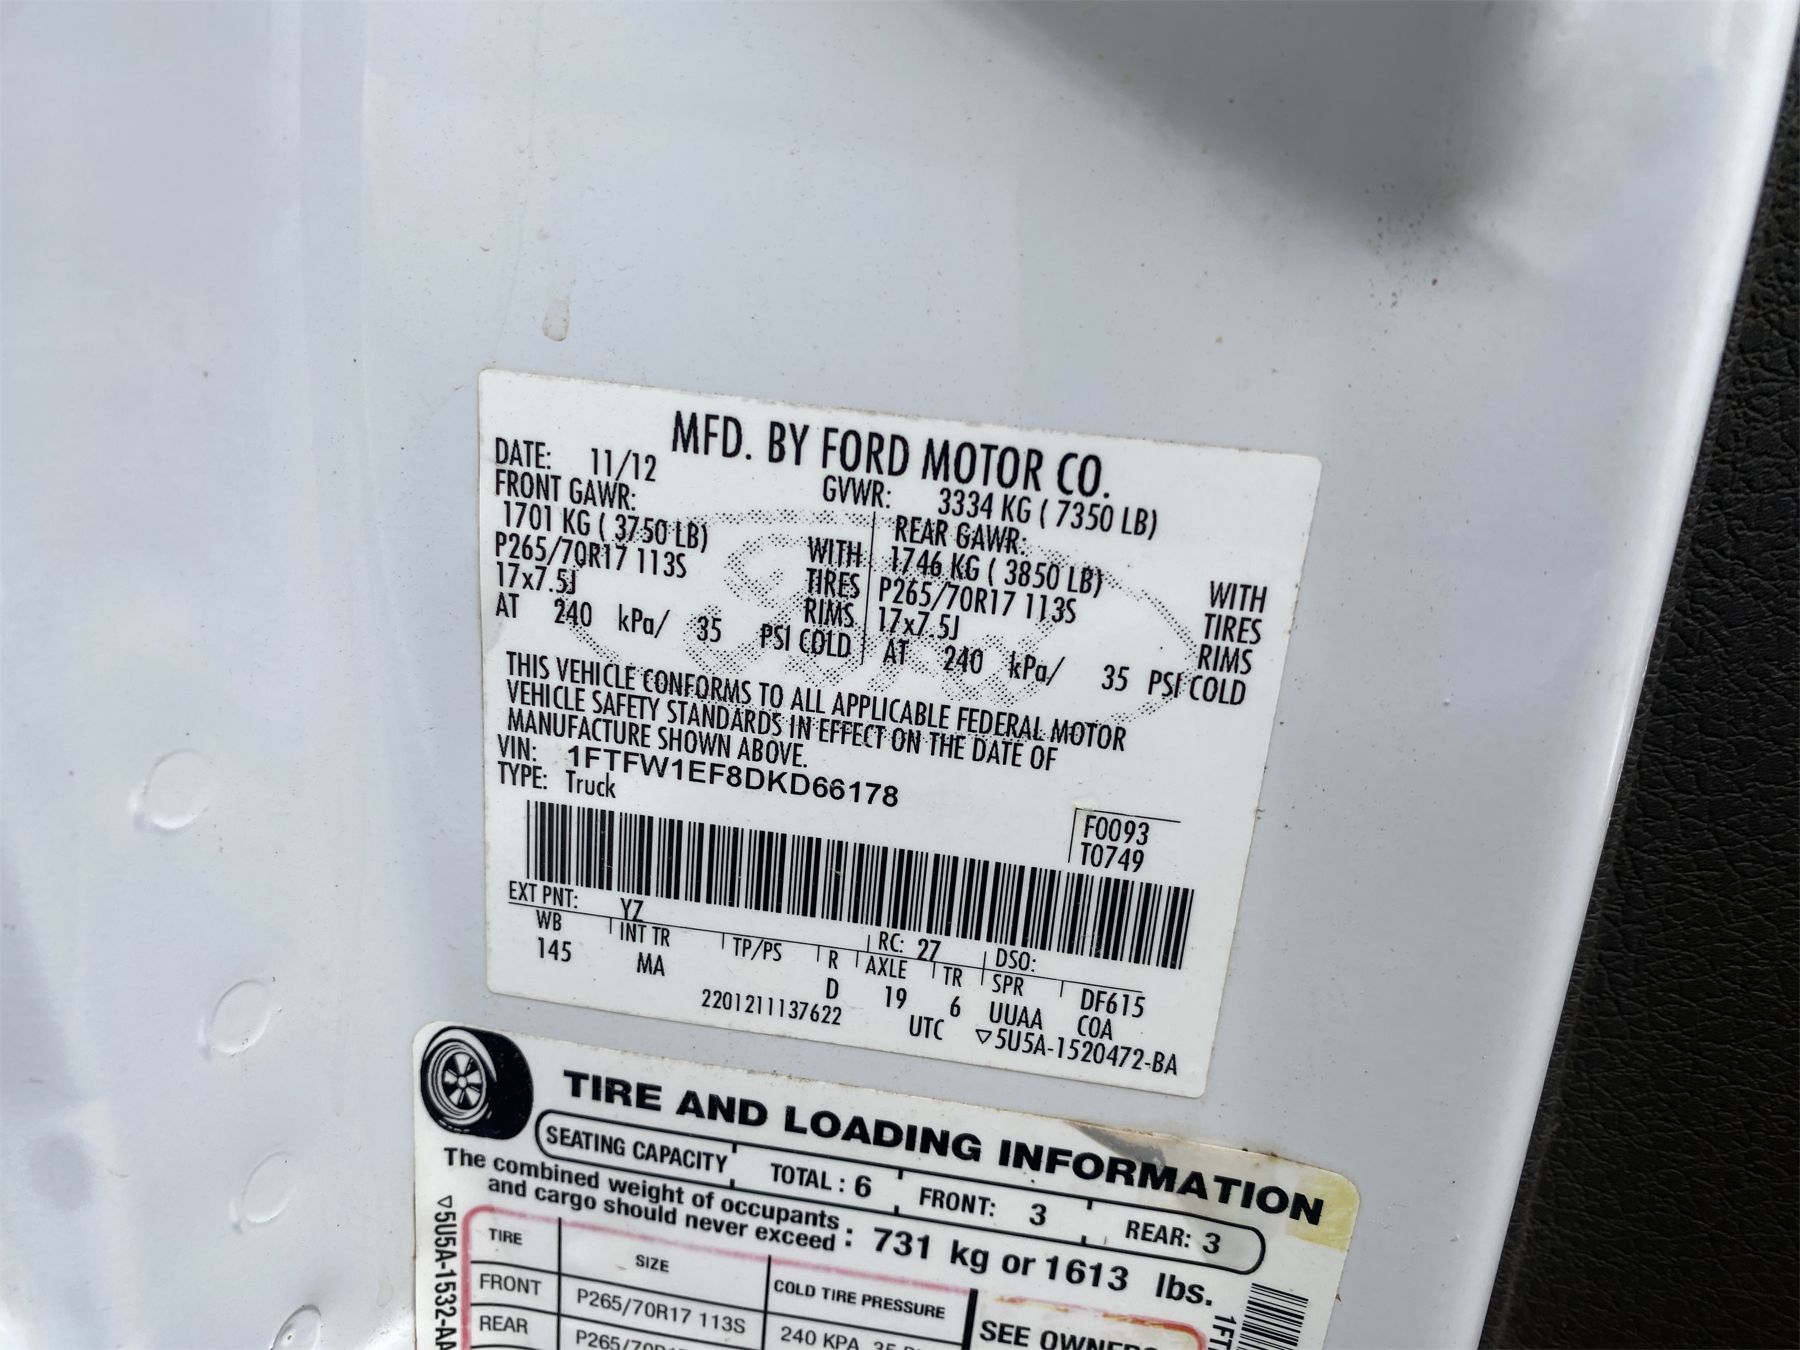 MFD. BY FORD MOTOR CO.
DATE: 11/12
GVWR: 3334 KG ( 7350 LB)
FRONT GAWR:
1701 KG ( 3750 LB)
WITH
P265/70R17 113S
TIRES
17x7.5J
RIMS
AT 240 kPa/ 35 PSI COLD
REAR GAWR:
1746 KG ( 3850 LB)
WITH
P265/70R17 113S
TIRES
17x7.5J
RIMS
AT 240 kPa/ 35 PSI COLD
THIS VEHICLE CONFORMS TO ALL APPLICABLE FEDERAL MOTOR
VEHICLE SAFETY STANDARDS IN EFFECT ON THE DATE OF
MANUFACTURE SHOWN ABOVE.
VIN: 1FTFW1EF8DKD66178
TYPE: Truck
F0093
T0749
EXT PNT: YZ
RC: 27
DSO:
WB
INT TR
TP/PS
R
AXLE
TR
SPR
DF615
145
MA
D
19
6
UUAA
COA
2201211137622
UTC
▽5U5A-1520472-BA
TIRE AND LOADING INFORMATION
SEATING CAPACITY
TOTAL : 6
FRONT: 3
REAR: 3
The combined weight of occupants
and cargo should never exceed : 731 kg or 1613 lbs.
TIRE
SIZE
COLD TIRE PRESSURE
FRONT
P265/70R17 113S
240 KPA, 35
REAR
SEE
▽5U5A-1532-AA
1FT